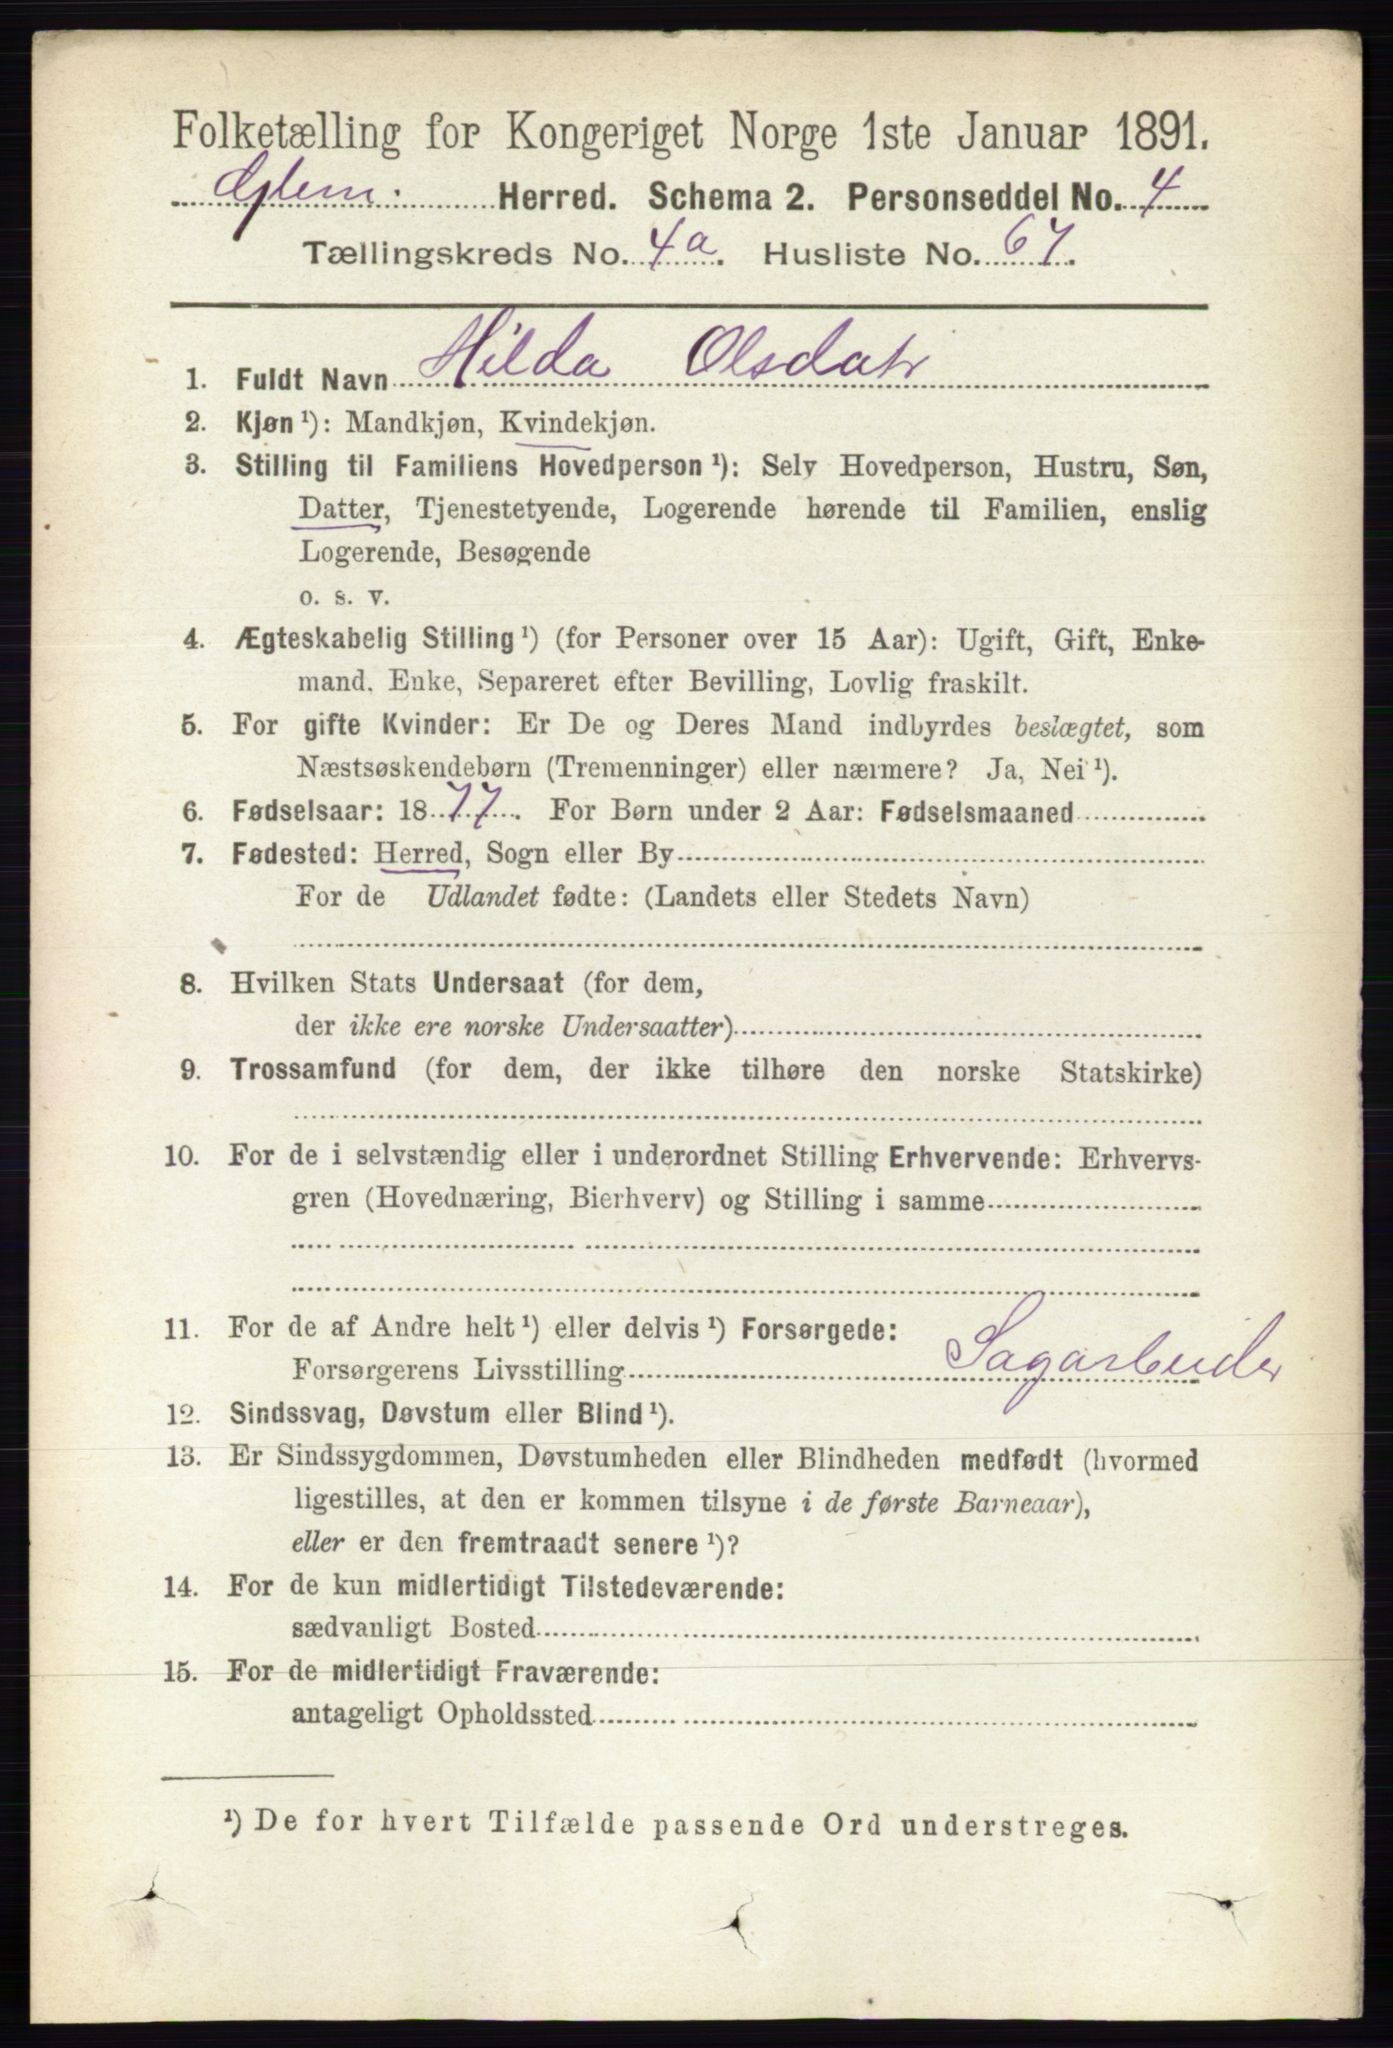 Folketælling for Kongeriget Norge 1ste Januar 1891.
Glem. Herred. Schema 2. Personseddel No. 4
Tællingskreds No. 4a. Husliste No. 67.
1. Fuldt Navn Hilda Olsdatr
2. Kjøn ¹): Mandkjøn, Kvindekjøn.
3. Stilling til Familiens Hovedperson ¹): Selv Hovedperson, Hustru, Søn,
Datter, Tjenestetyende, Logerende hørende til Familien, enslig
Logerende, Besøgende
o. s. v.
4. Ægteskabelig Stilling ¹) (for Personer over 15 Aar): Ugift, Gift, Enke-
mand, Enke, Separeret efter Bevilling, Lovlig fraskilt.
5. For gifte Kvinder: Er De og Deres Mand indbyrdes beslægtet, som
Næstsøskendebørn (Tremenninger) eller nærmere? Ja, Nei ¹).
6. Fødselsaar: 1877. For Børn under 2 Aar: Fødselsmaaned
7. Fødested: Herred, Sogn eller By
For de Udlandet fødte: (Landets eller Stedets Navn)
8. Hvilken Stats Undersaat (for dem,
der ikke ere norske Undersaatter)
9. Trossamfund (for dem, der ikke tilhøre den norske Statskirke)
10. For de i selvstændig eller i underordnet Stilling Erhvervende: Erhvervs-
gren (Hovednæring, Bierhverv) og Stilling i samme
11. For de af Andre helt ¹) eller delvis ¹) Forsørgede:
Forsørgerens Livsstilling Sagarbeider
12. Sindssvag, Døvstum eller Blind ¹).
13. Er Sindssygdommen, Døvstumheden eller Blindheden medfødt (hvormed
ligestilles, at den er kommen tilsyne i de første Barneaar),
eller er den fremtraadt senere ¹)?
14. For de kun midlertidigt Tilstedeværende:
sædvanligt Bosted
15. For de midlertidigt Fraværende:
antageligt Opholdssted
¹) De for hvert Tilfælde passende Ord understreges.